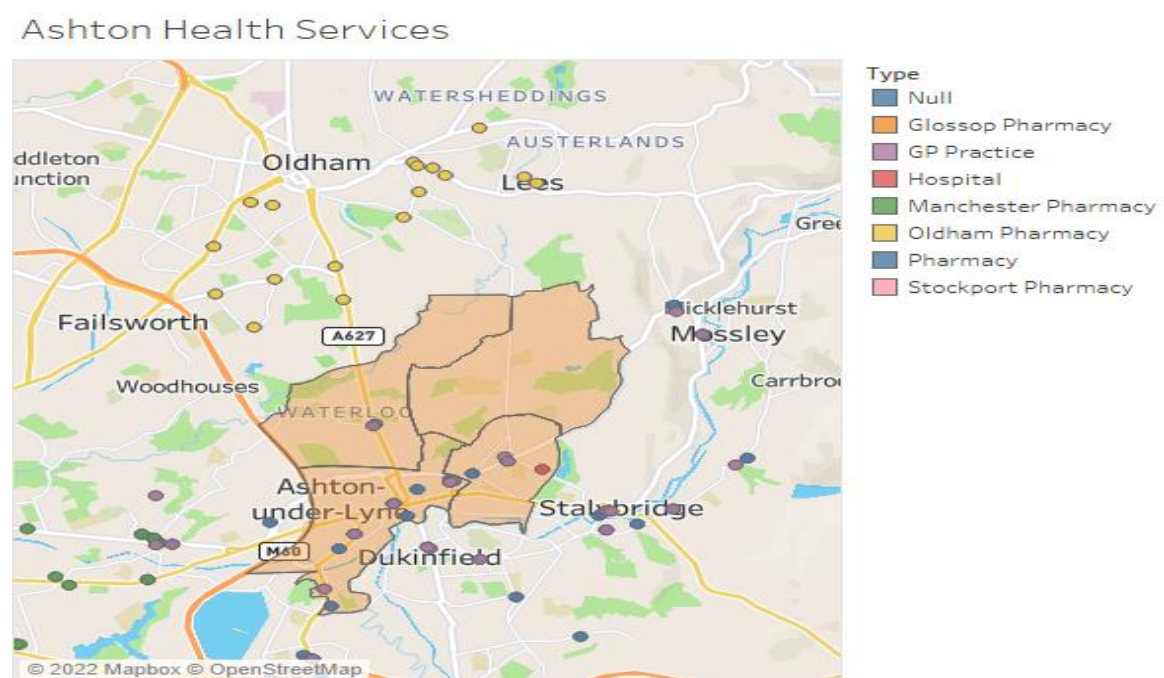 Ashton Health Services
WATERSHEDDINGS
AUSTERLANDS
ddleton
unction
Oldham
Lees
Gree
Micklehurst
Mossley
Failsworth
A627
Woodhouses
Carrbroo
WATERLOO
Ashton-
under-Lyne
Stalybridge
M60
Dukinfield
© 2022 Mapbox © OpenStreetMap
Type
Null
Glossop Pharmacy
GP Practice
Hospital
Manchester Pharmacy
Oldham Pharmacy
Pharmacy
Stockport Pharmacy